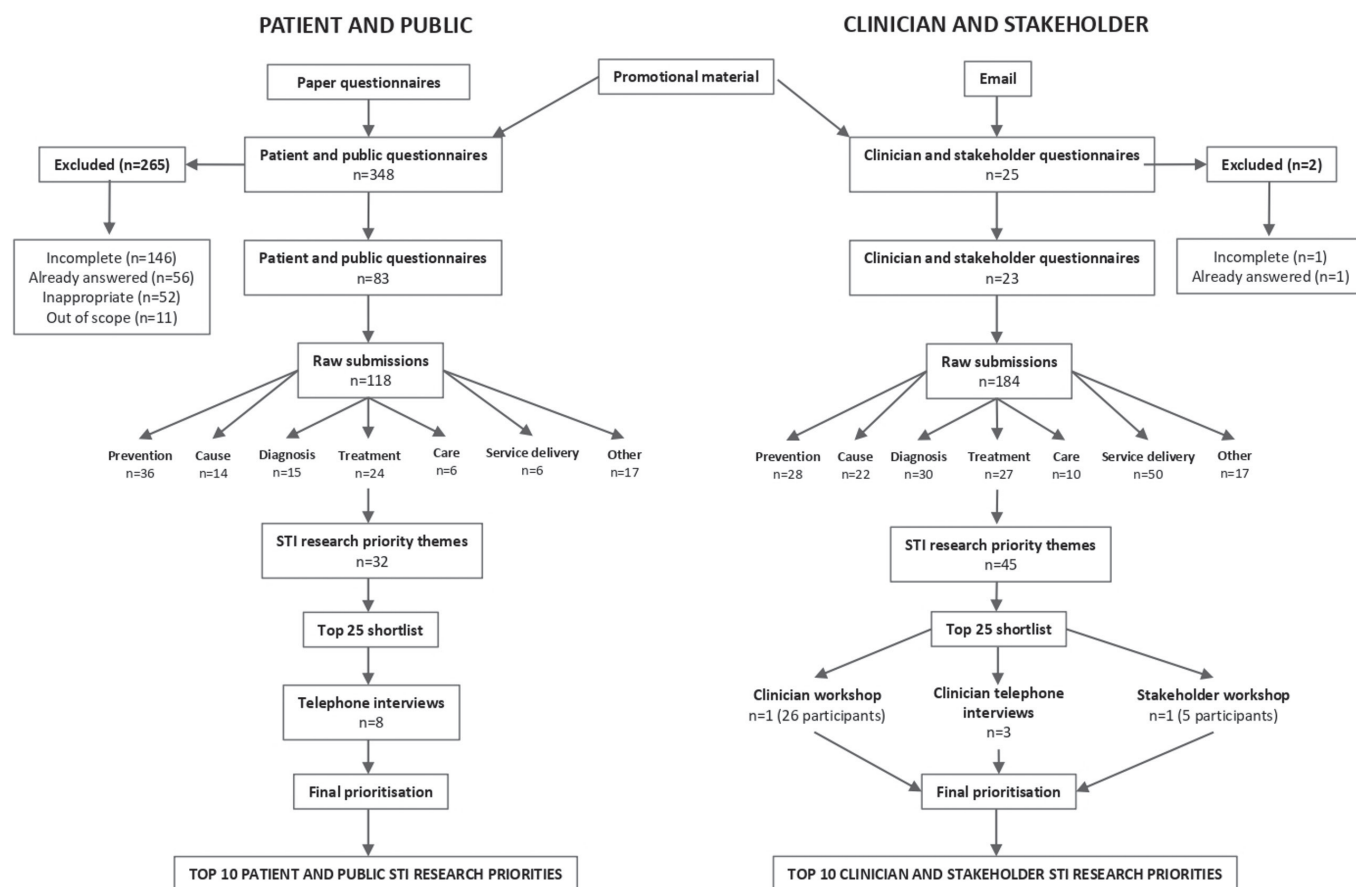 PATIENT AND PUBLIC
Paper questionnaires
Promotional material
Patient and public questionnaires
n=348
Excluded (n=265)
Incomplete (n=146)
Already answered (n=56)
Inappropriate (n=52)
Out of scope (n=11)
Patient and public questionnaires
n=83
Raw submissions
n=118
Prevention
n=36
Cause
n=14
Diagnosis
n=15
Treatment
n=24
Care
n=6
Service delivery
n=6
Other
n=17
STI research priority themes
n=32
Top 25 shortlist
Telephone interviews
n=8
Final prioritisation
TOP 10 PATIENT AND PUBLIC STI RESEARCH PRIORITIES
CLINICIAN AND STAKEHOLDER
Email
Clinician and stakeholder questionnaires
n=25
Excluded (n=2)
Incomplete (n=1)
Already answered (n=1)
Clinician and stakeholder questionnaires
n=23
Raw submissions
n=184
Prevention
n=28
Cause
n=22
Diagnosis
n=30
Treatment
n=27
Care
n=10
Service delivery
n=50
Other
n=17
STI research priority themes
n=45
Top 25 shortlist
Clinician workshop
n=1 (26 participants)
Clinician telephone
interviews
n=3
Stakeholder workshop
n=1 (5 participants)
Final prioritisation
TOP 10 CLINICIAN AND STAKEHOLDER STI RESEARCH PRIORITIES